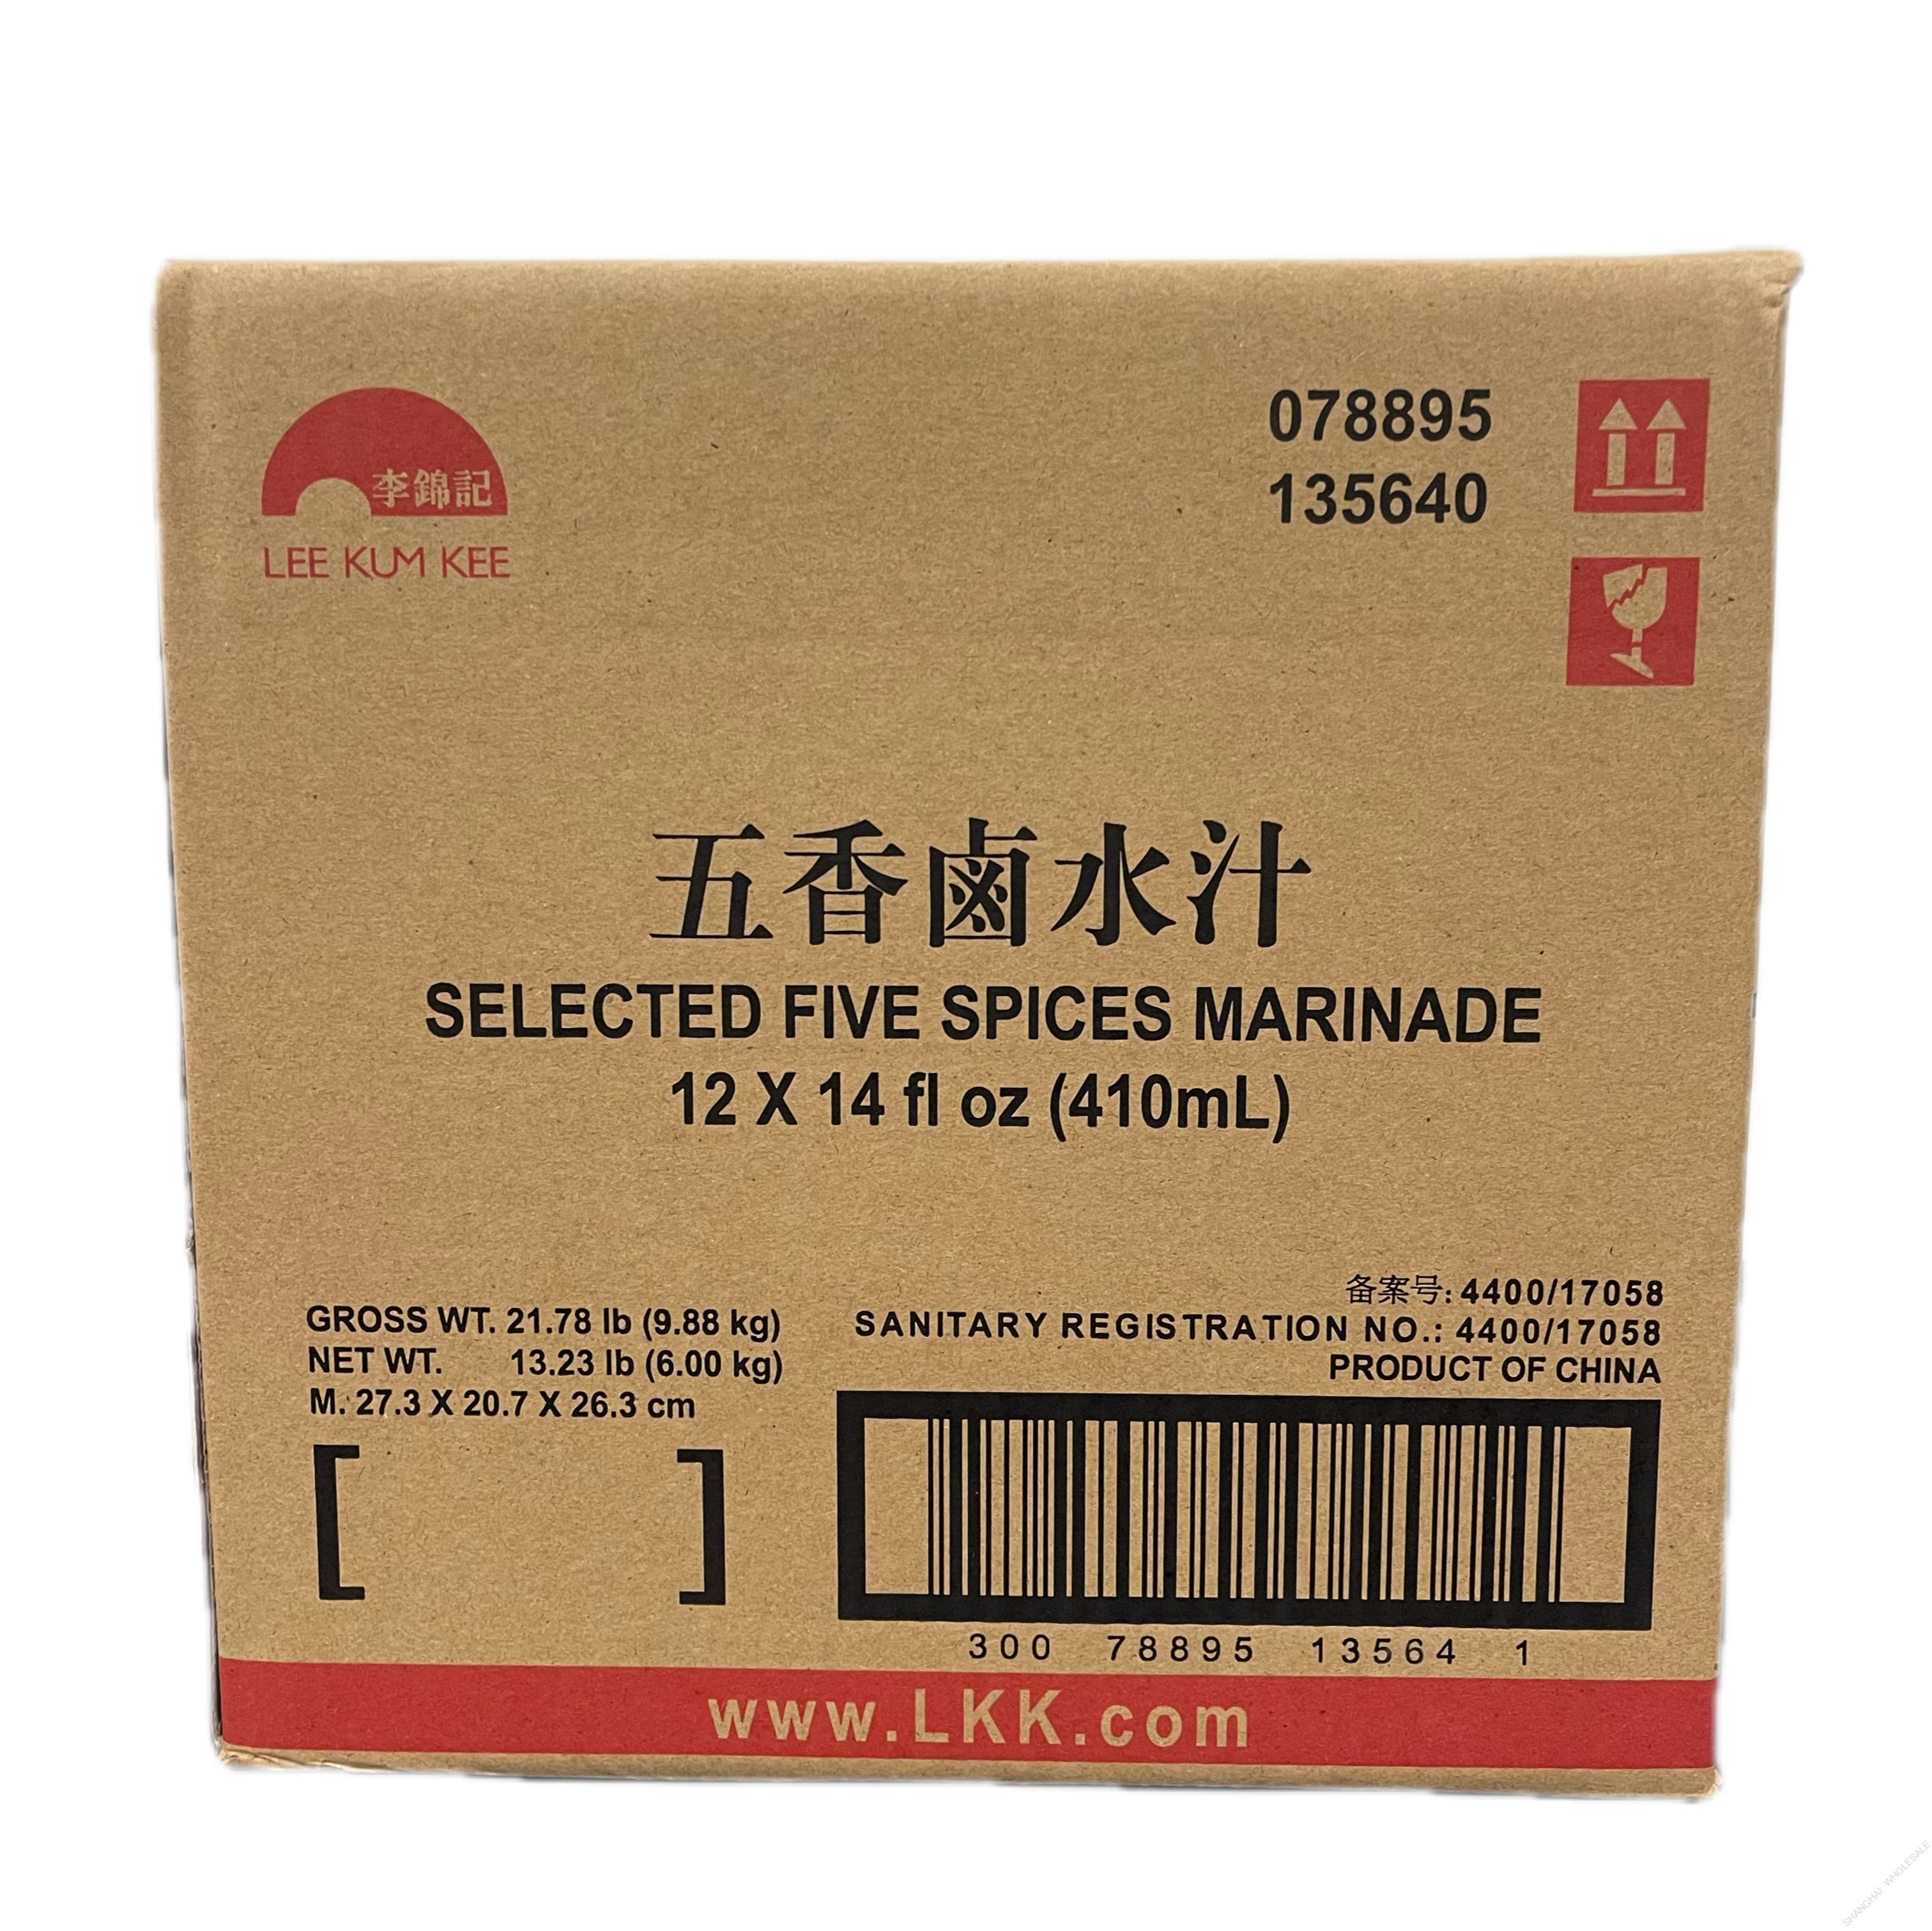 李錦記
LEE KUM KEE
078895
135640
五香鹵水汁
SELECTED FIVE SPICES MARINADE
12 X 14 fl oz (410mL)
GROSS WT. 21.78 lb (9.88 kg)
NET WT. 13.23 lb (6.00 kg)
M. 27.3 X 20.7 X 26.3 cm
[ ]
备案号: 4400/17058
SANITARY REGISTRATION NO.: 4400/17058
PRODUCT OF CHINA
300 78895 13564 1
www.LKK.com
SHANGHAI WHOLESALE